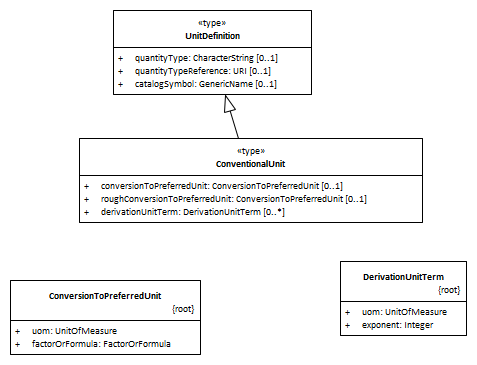 «type»
UnitDefinition
+ quantityType: CharacterString [0..1]
+ quantityTypeReference: URI [0..1]
+ catalogSymbol: GenericName [0..1]
«type»
ConventionalUnit
+ conversionToPreferredUnit: ConversionToPreferredUnit [0..1]
+ roughConversionToPreferredUnit: ConversionToPreferredUnit [0..1]
+ derivationUnitTerm: DerivationUnitTerm [0..*]
ConversionToPreferredUnit
{root}
+ uom: UnitOfMeasure
+ factorOrFormula: FactorOrFormula
DerivationUnitTerm
{root}
+ uom: UnitOfMeasure
+ exponent: Integer